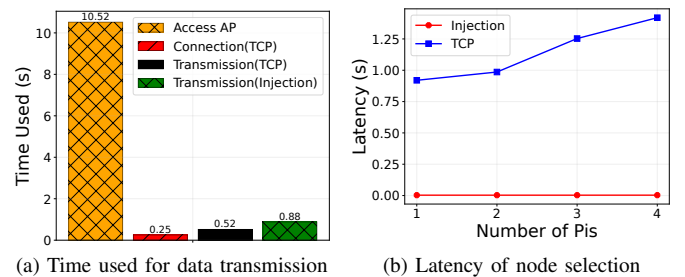 Time Used (s)
10
8
6
4
2
0
10.52
0.25
0.52
0.88
Access AP
Connection(TCP)
Transmission(TCP)
Transmission(Injection)
(a) Time used for data transmission
Latency (s)
1.25
1.00
0.75
0.50
0.25
0.00
Injection
TCP
1 2 3 4
Number of Pis
(b) Latency of node selection